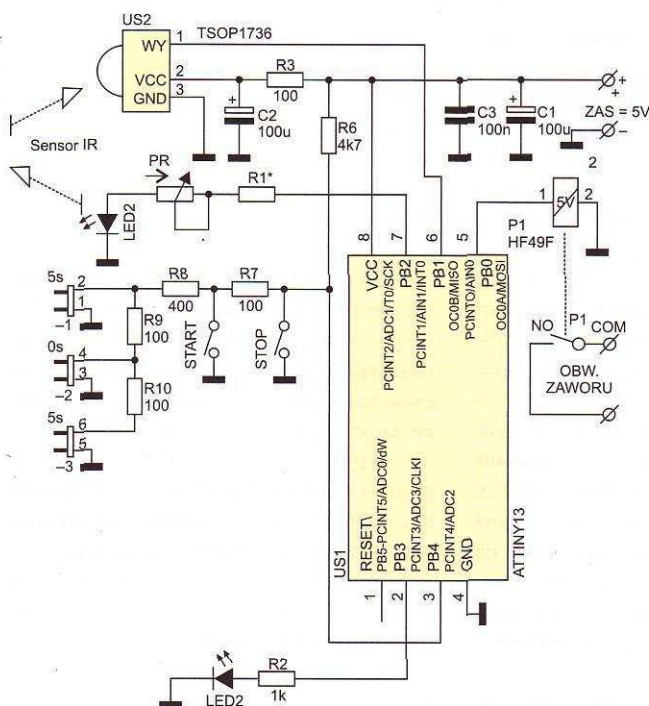 US2
TSOP1736
WY 1
VCC 2
GND 3
Sensor IR
R3
100
+
C2
100u
R6
4k7
C3
100n
+
C1
100u
+
+
ZAS = 5V
–
2
PR
R1*
LED2
1 5V 2
P1
HF49F
5s
2
1
–1
R8
400
R7
100
R9
100
START
STOP
0s
4
3
–2
R10
100
5s
6
5
–3
NO P1 COM
OBW.
ZAWORU
8 7 6 5
VCC
PB2
PCINT2/ADC1/T0/SCK
PB1
PCINT1/AIN1/INT0
OC0B/MISO
PB0
PCINTO/AIN0
OC0A/MOSI
RESET\
PB5-PCINT5/ADC0/dW
PB3
PCINT3/ADC3/CLKI
PB4
PCINT4/ADC2
GND
US1
ATTINY13
1 2 3 4
R2
1k
LED2